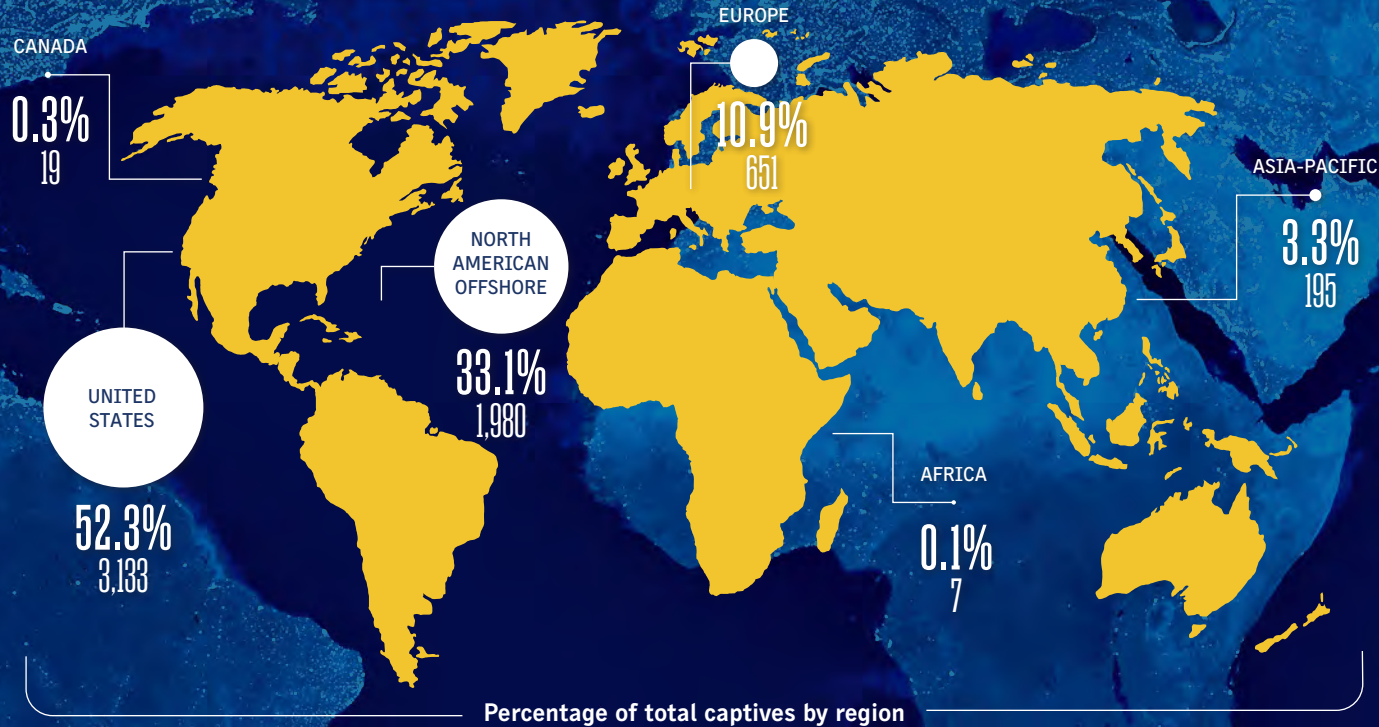 EUROPE
10.9%
651
CANADA
0.3%
19
ASIA-PACIFIC
3.3%
195
NORTH
AMERICAN
OFFSHORE
33.1%
1,980
UNITED
STATES
52.3%
3,133
AFRICA
0.1%
7
Percentage of total captives by region